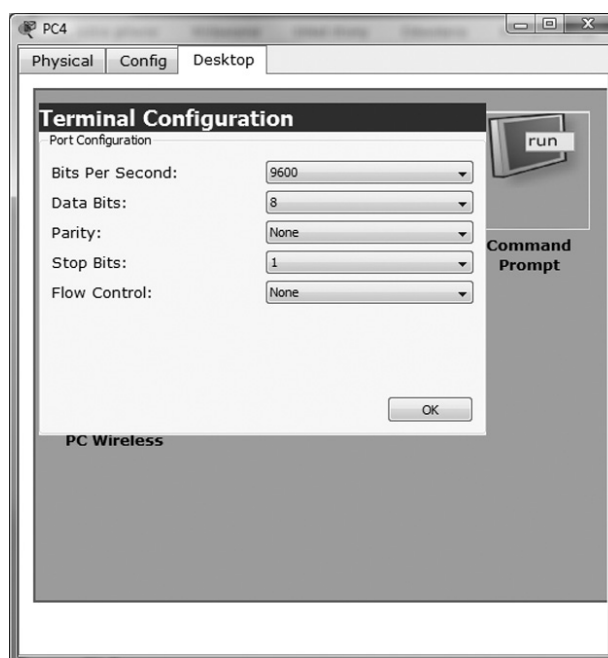 PC4
Physical Config Desktop
Terminal Configuration
Port Configuration
Bits Per Second: 9600
Data Bits: 8
Parity: None
Stop Bits: 1
Flow Control: None
OK
run
Command
Prompt
PC Wireless